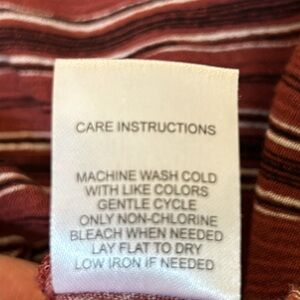 CARE INSTRUCTIONS
MACHINE WASH COLD
WITH LIKE COLORS
GENTLE CYCLE
ONLY NON-CHLORINE
BLEACH WHEN NEEDED
LAY FLAT TO DRY
LOW IRON IF NEEDED